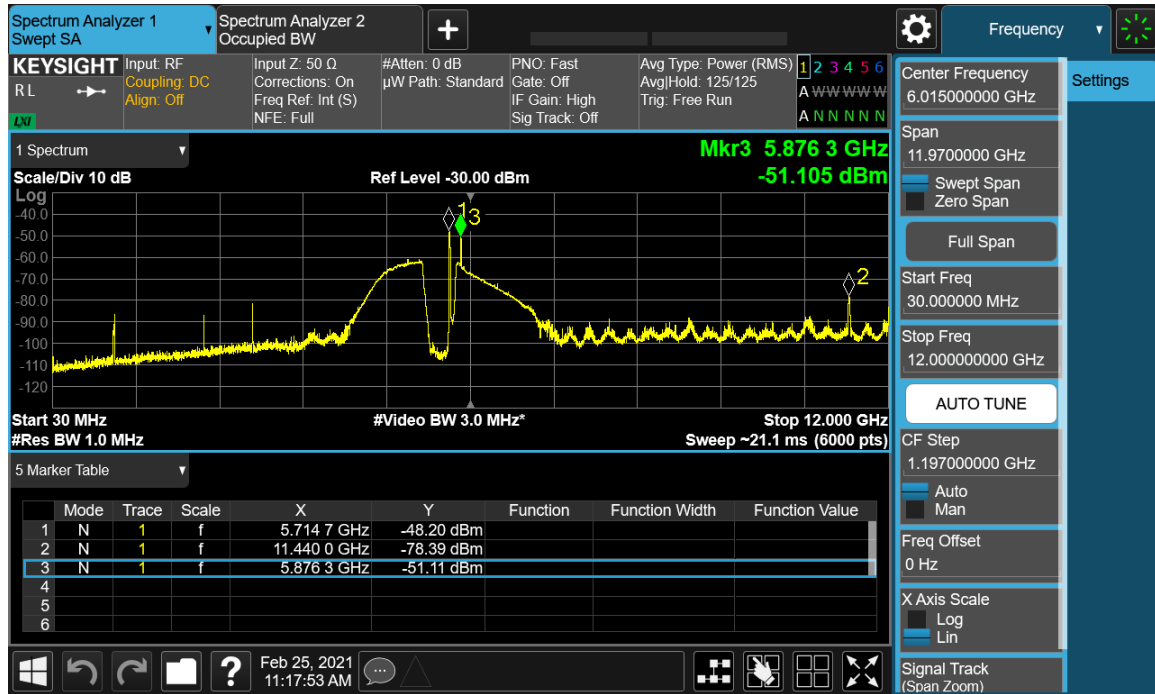 Spectrum Analyzer 1
Swept SA
Spectrum Analyzer 2
Occupied BW
Frequency
KEYSIGHT
R L
LXI
Input: RF
Coupling: DC
Align: Off
Input Z: 50 Ω
Corrections: On
Freq Ref: Int (S)
NFE: Full
#Atten: 0 dB
µW Path: Standard
PNO: Fast
Gate: Off
IF Gain: High
Sig Track: Off
Avg Type: Power (RMS)
Avg|Hold: 125/125
Trig: Free Run
1 2 3 4 5 6
A W W W W W
A N N N N N
1 Spectrum
Mkr3 5.876 3 GHz
Scale/Div 10 dB
Ref Level -30.00 dBm
-51.105 dBm
Log
-40.0
-50.0
-60.0
-70.0
-80.0
-90.0
-100
-110
-120
1
3
2
Start 30 MHz
#Video BW 3.0 MHz*
Stop 12.000 GHz
#Res BW 1.0 MHz
Sweep ~21.1 ms (6000 pts)
5 Marker Table
Mode Trace Scale X Y Function Function Width Function Value
1 N 1 f 5.714 7 GHz -48.20 dBm
2 N 1 f 11.440 0 GHz -78.39 dBm
3 N 1 f 5.876 3 GHz -51.11 dBm
4
5
6
Feb 25, 2021
11:17:53 AM
?
Center Frequency
6.015000000 GHz
Span
11.9700000 GHz
Swept Span
Zero Span
Full Span
Start Freq
30.000000 MHz
Stop Freq
12.000000000 GHz
AUTO TUNE
CF Step
1.197000000 GHz
Auto
Man
Freq Offset
0 Hz
X Axis Scale
Log
Lin
Signal Track
(Span Zoom)
Settings